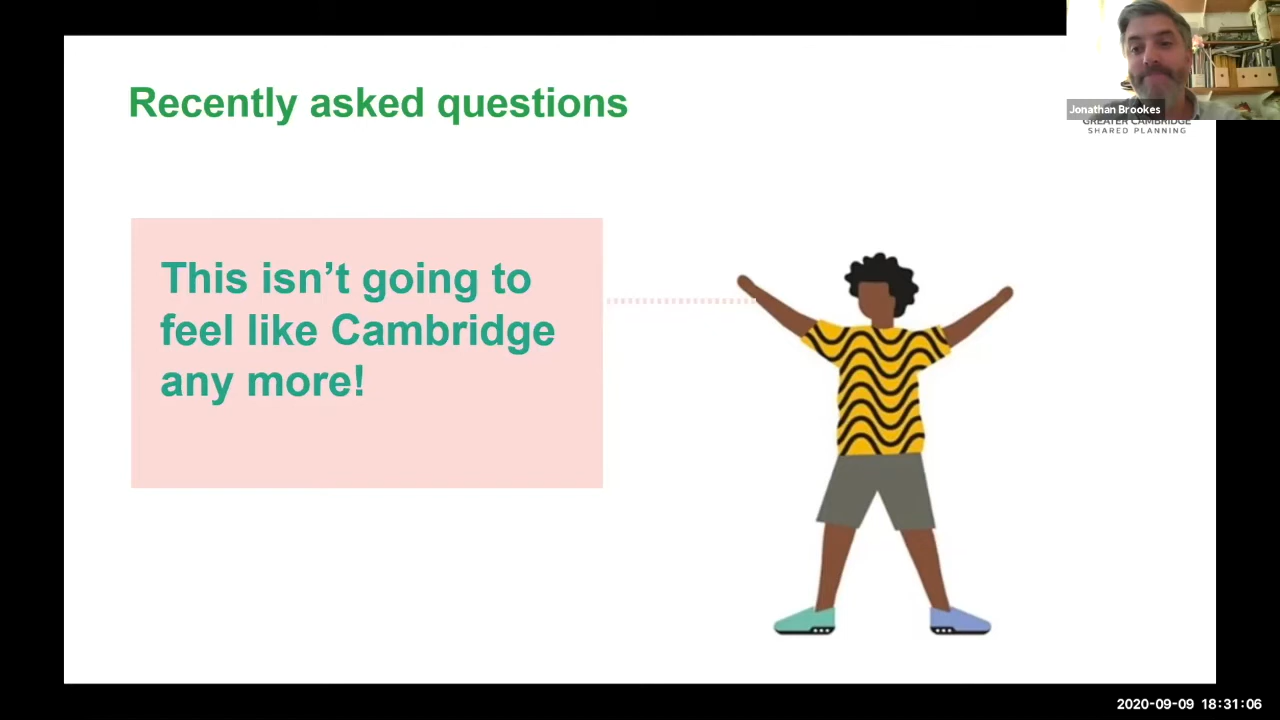 Recently asked questions
Jonathan Brookes
GREATER CAMBRIDGE
SHARED PLANNING
This isn’t going to
feel like Cambridge
any more!
2020-09-09 18:31:06